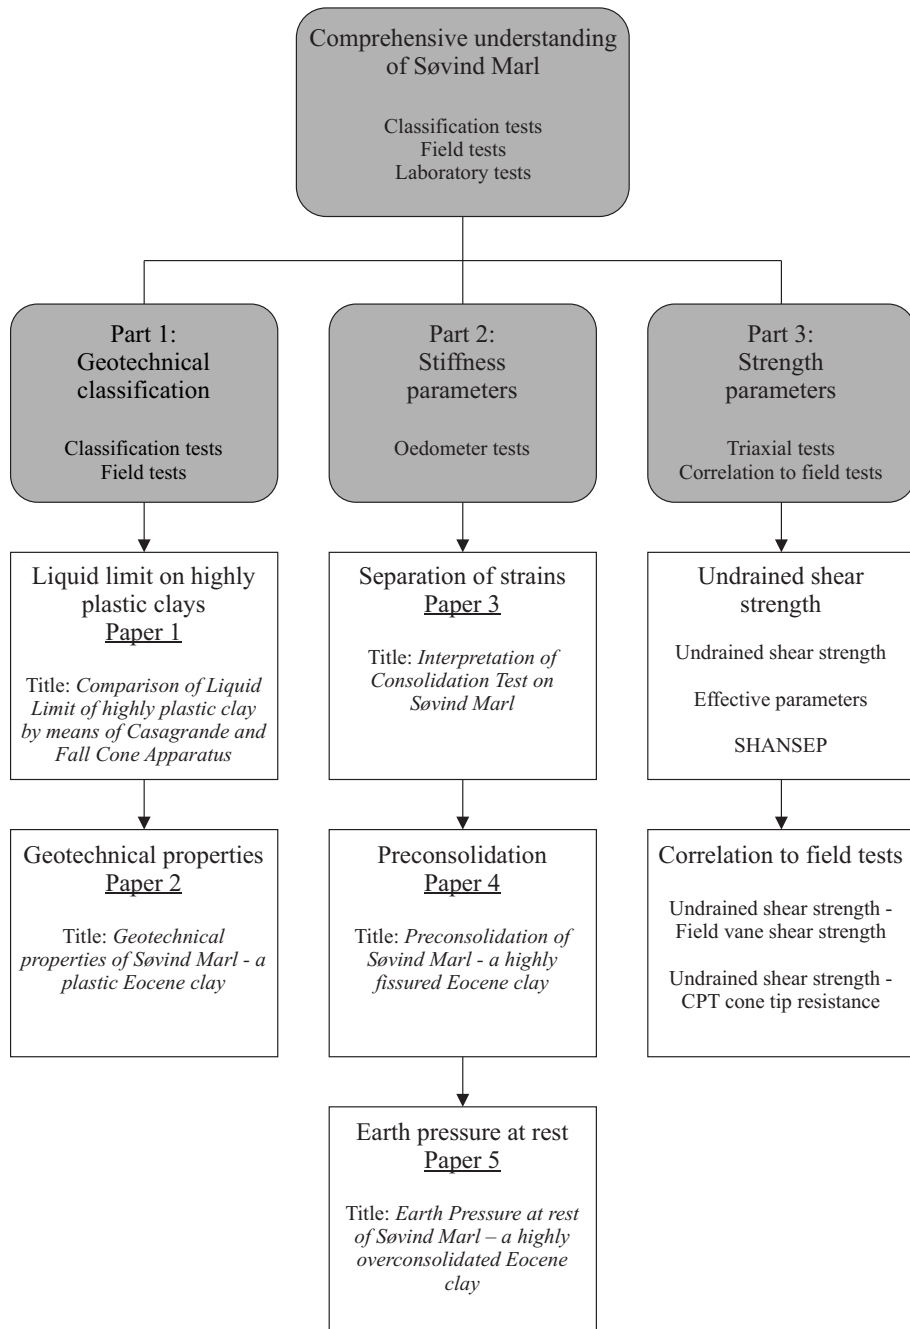 Comprehensive understanding
of Søvind Marl
Classification tests
Field tests
Laboratory tests
Part 1:
Geotechnical
classification
Classification tests
Field tests
Part 2:
Stiffness
parameters
Oedometer tests
Part 3:
Strength
parameters
Triaxial tests
Correlation to field tests
Liquid limit on highly
plastic clays
Paper 1
Title: Comparison of Liquid
Limit of highly plastic clay
by means of Casagrande and
Fall Cone Apparatus
Separation of strains
Paper 3
Title: Interpretation of
Consolidation Test on
Søvind Marl
Undrained shear
strength
Undrained shear strength
Effective parameters
SHANSEP
Geotechnical properties
Paper 2
Title: Geotechnical
properties of Søvind Marl - a
plastic Eocene clay
Preconsolidation
Paper 4
Title: Preconsolidation of
Søvind Marl - a highly
fissured Eocene clay
Correlation to field tests
Undrained shear strength -
Field vane shear strength
Undrained shear strength -
CPT cone tip resistance
Earth pressure at rest
Paper 5
Title: Earth Pressure at rest
of Søvind Marl – a highly
overconsolidated Eocene
clay